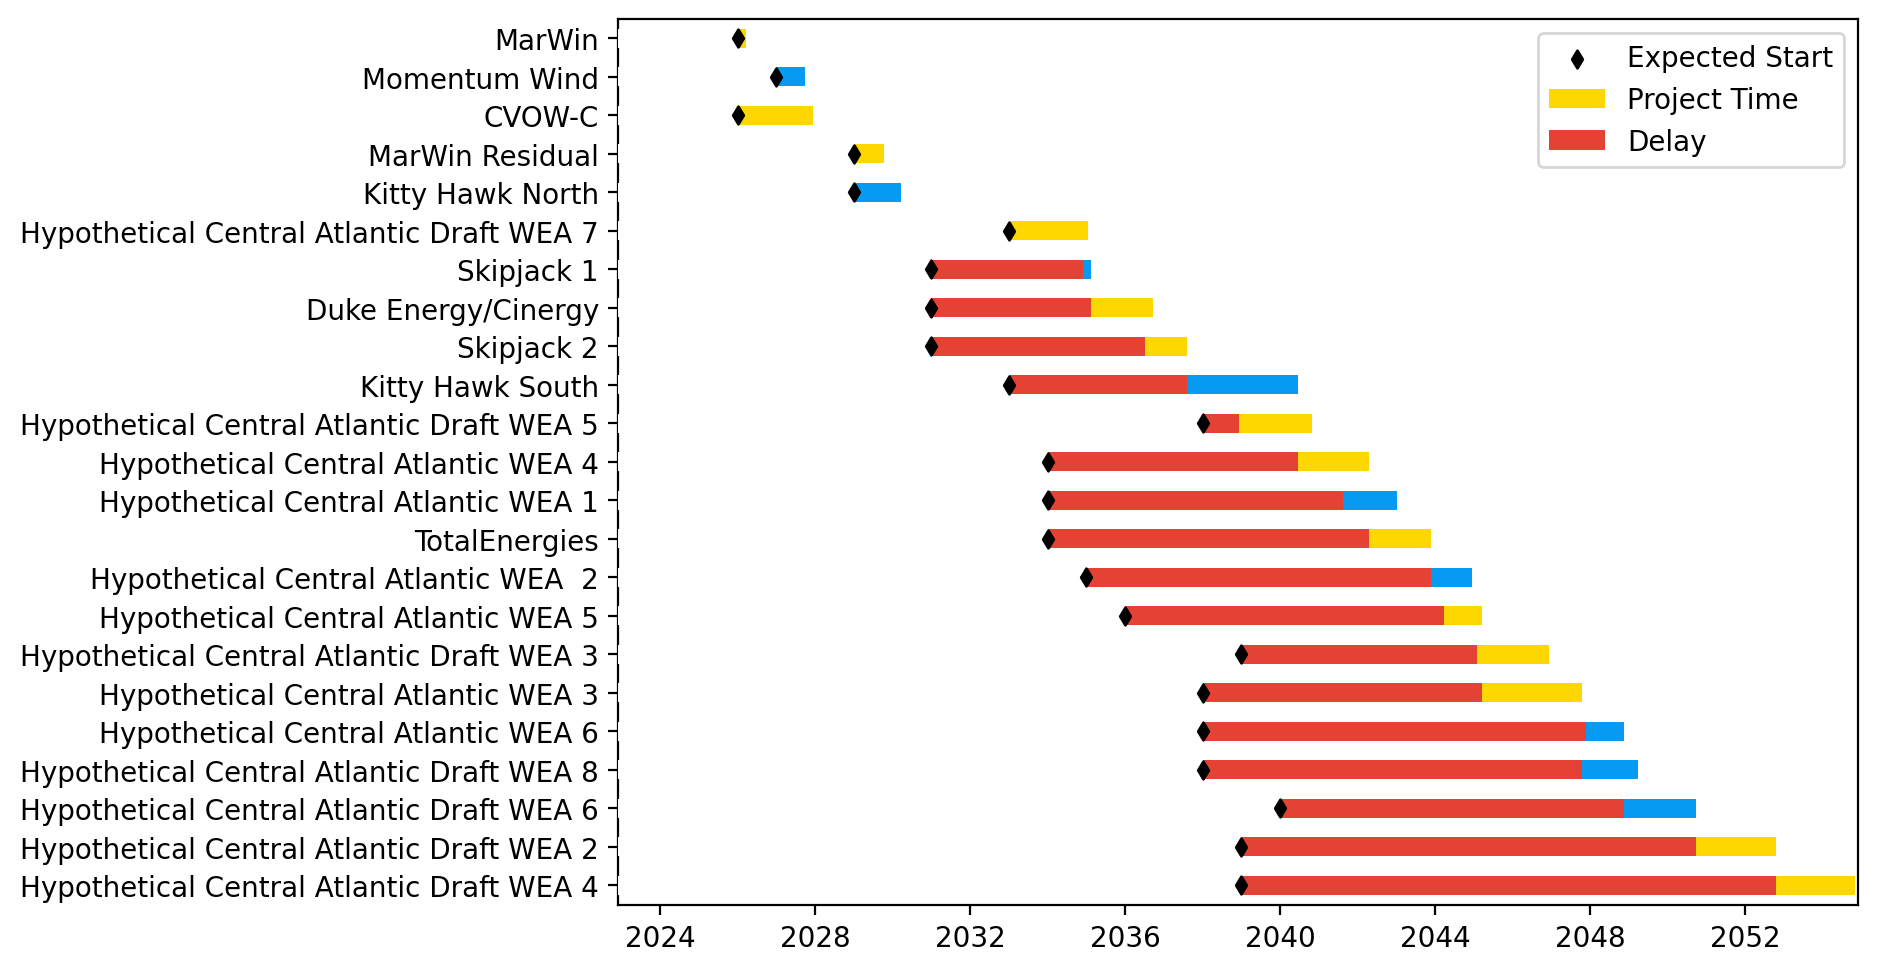 MarWin
Momentum Wind
CVOW-C
MarWin Residual
Kitty Hawk North
Hypothetical Central Atlantic Draft WEA 7
Skipjack 1
Duke Energy/Cinergy
Skipjack 2
Kitty Hawk South
Hypothetical Central Atlantic Draft WEA 5
Hypothetical Central Atlantic WEA 4
Hypothetical Central Atlantic WEA 1
TotalEnergies
Hypothetical Central Atlantic WEA  2
Hypothetical Central Atlantic WEA 5
Hypothetical Central Atlantic Draft WEA 3
Hypothetical Central Atlantic WEA 3
Hypothetical Central Atlantic WEA 6
Hypothetical Central Atlantic Draft WEA 8
Hypothetical Central Atlantic Draft WEA 6
Hypothetical Central Atlantic Draft WEA 2
Hypothetical Central Atlantic Draft WEA 4
Expected Start
Project Time
Delay
2024 2028 2032 2036 2040 2044 2048 2052